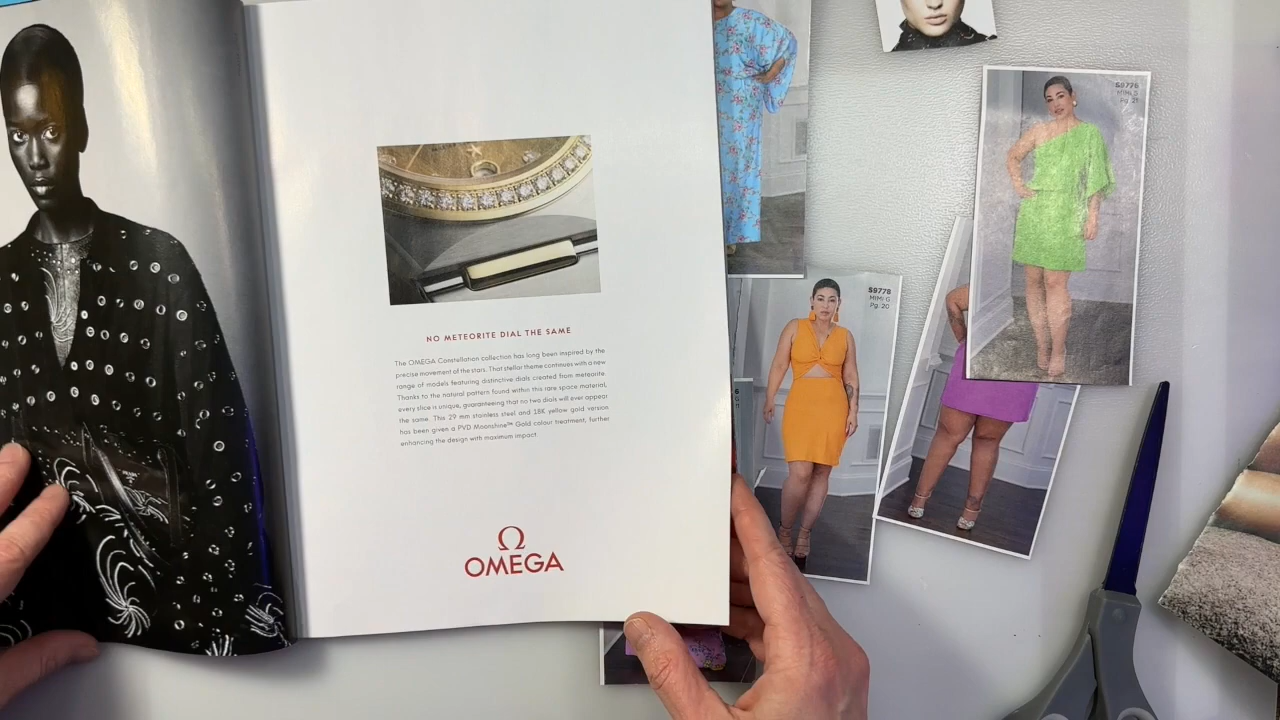 NO METEORITE DIAL THE SAME
The OMEGA Constellation collection has long been inspired by the
precise movement of the stars. That stellar theme continues with a new
range of models featuring distinctive dials created from meteorite.
Thanks to the natural pattern found within this rare space material,
every slice is unique, guaranteeing that no two dials will ever appear
the same. This 29 mm stainless steel and 18K yellow gold version
has been given a PVD Moonshine™ Gold colour treatment, further
enhancing the design with maximum impact.
Ω
OMEGA
S9778
MIMI G
Pg. 20
S9776
MIMI G
Pg. 21